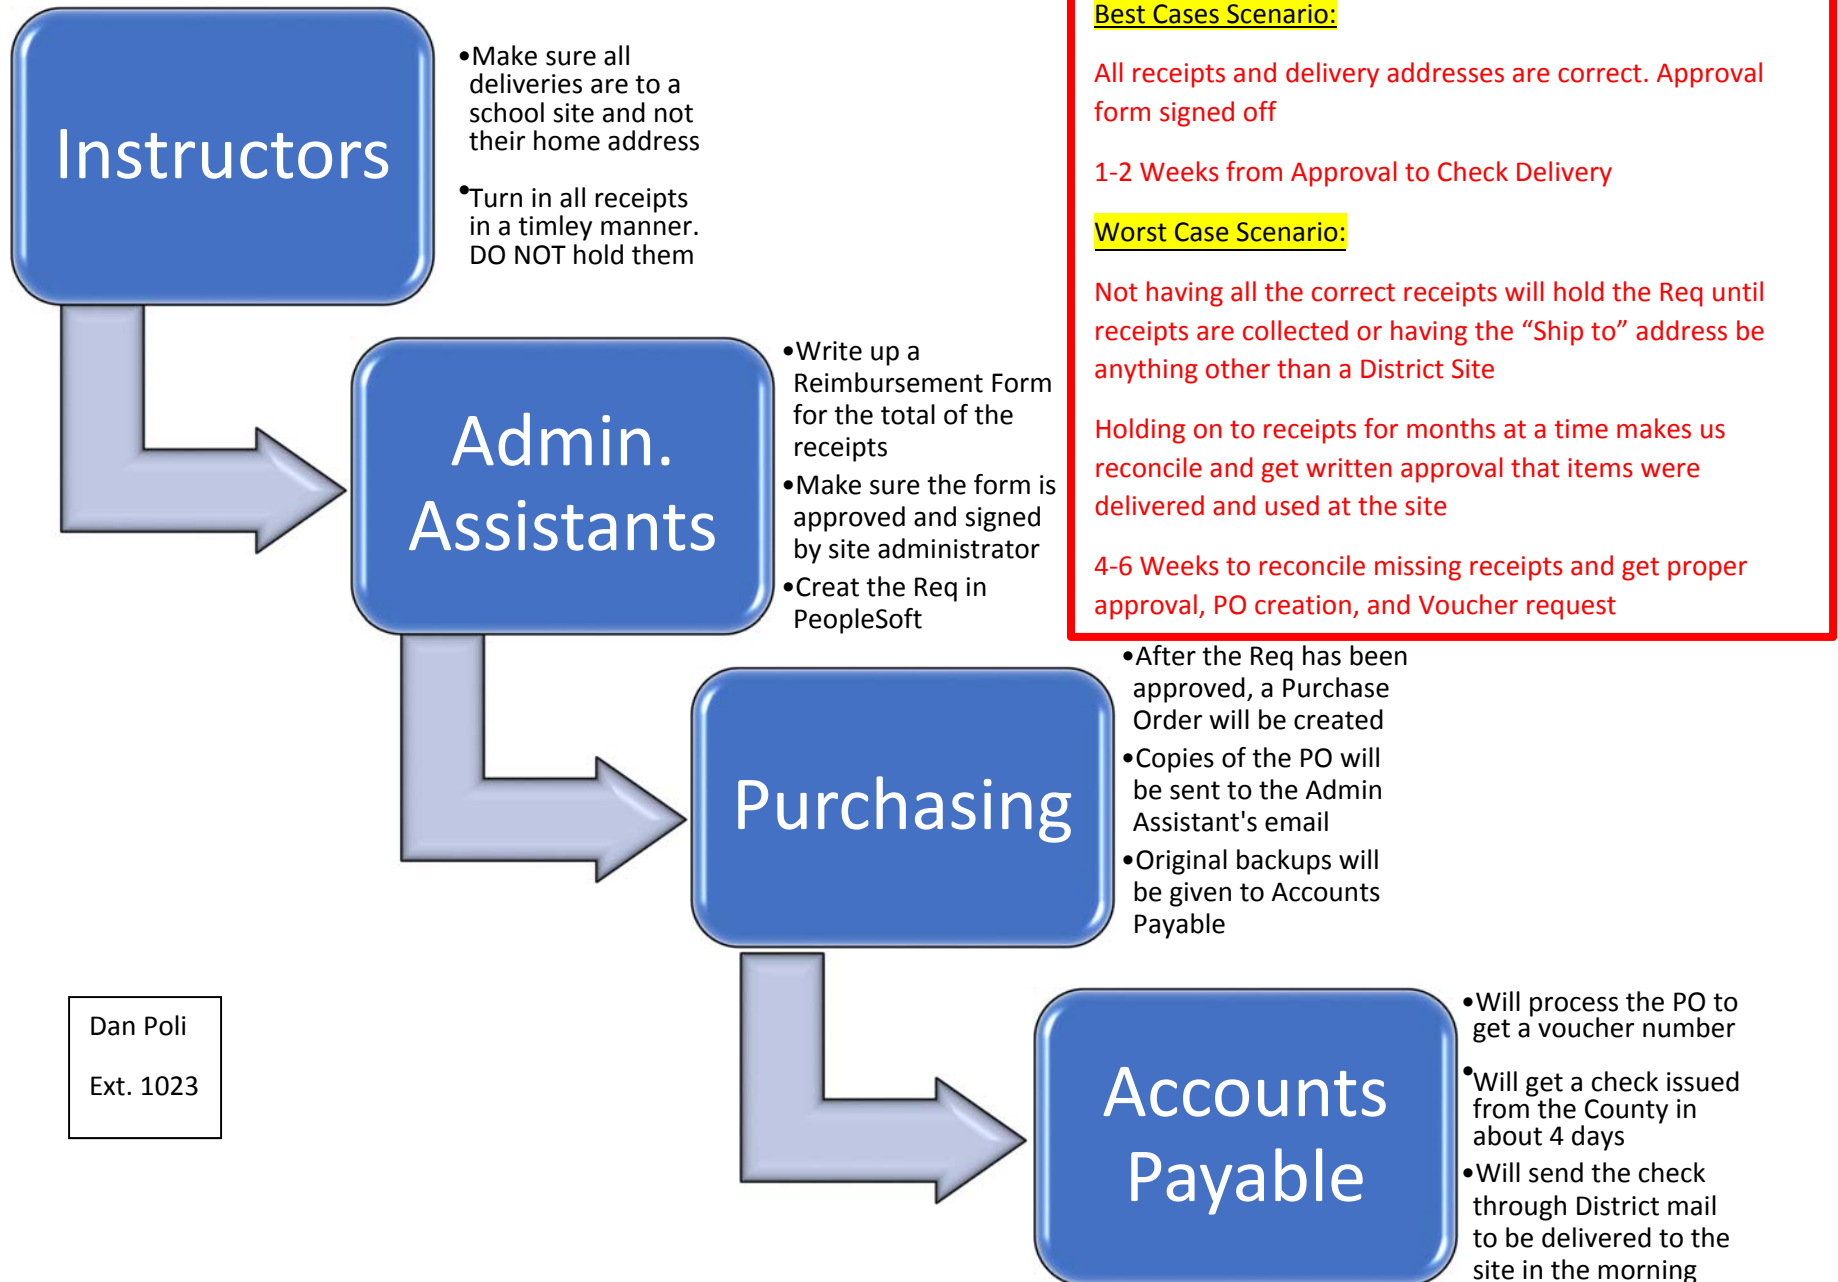 Instructors
•Make sure all
deliveries are to a
school site and not
their home address
•Turn in all receipts
in a timley manner.
DO NOT hold them
Best Cases Scenario:
All receipts and delivery addresses are correct. Approval
form signed off
1-2 Weeks from Approval to Check Delivery
Worst Case Scenario:
Not having all the correct receipts will hold the Req until
receipts are collected or having the “Ship to” address be
anything other than a District Site
Holding on to receipts for months at a time makes us
reconcile and get written approval that items were
delivered and used at the site
4-6 Weeks to reconcile missing receipts and get proper
approval, PO creation, and Voucher request
Admin.
Assistants
•Write up a
Reimbursement Form
for the total of the
receipts
•Make sure the form is
approved and signed
by site administrator
•Creat the Req in
PeopleSoft
Purchasing
•After the Req has been
approved, a Purchase
Order will be created
•Copies of the PO will
be sent to the Admin
Assistant's email
•Original backups will
be given to Accounts
Payable
Dan Poli
Ext. 1023
Accounts
Payable
•Will process the PO to
get a voucher number
•Will get a check issued
from the County in
about 4 days
•Will send the check
through District mail
to be delivered to the
site in the morning